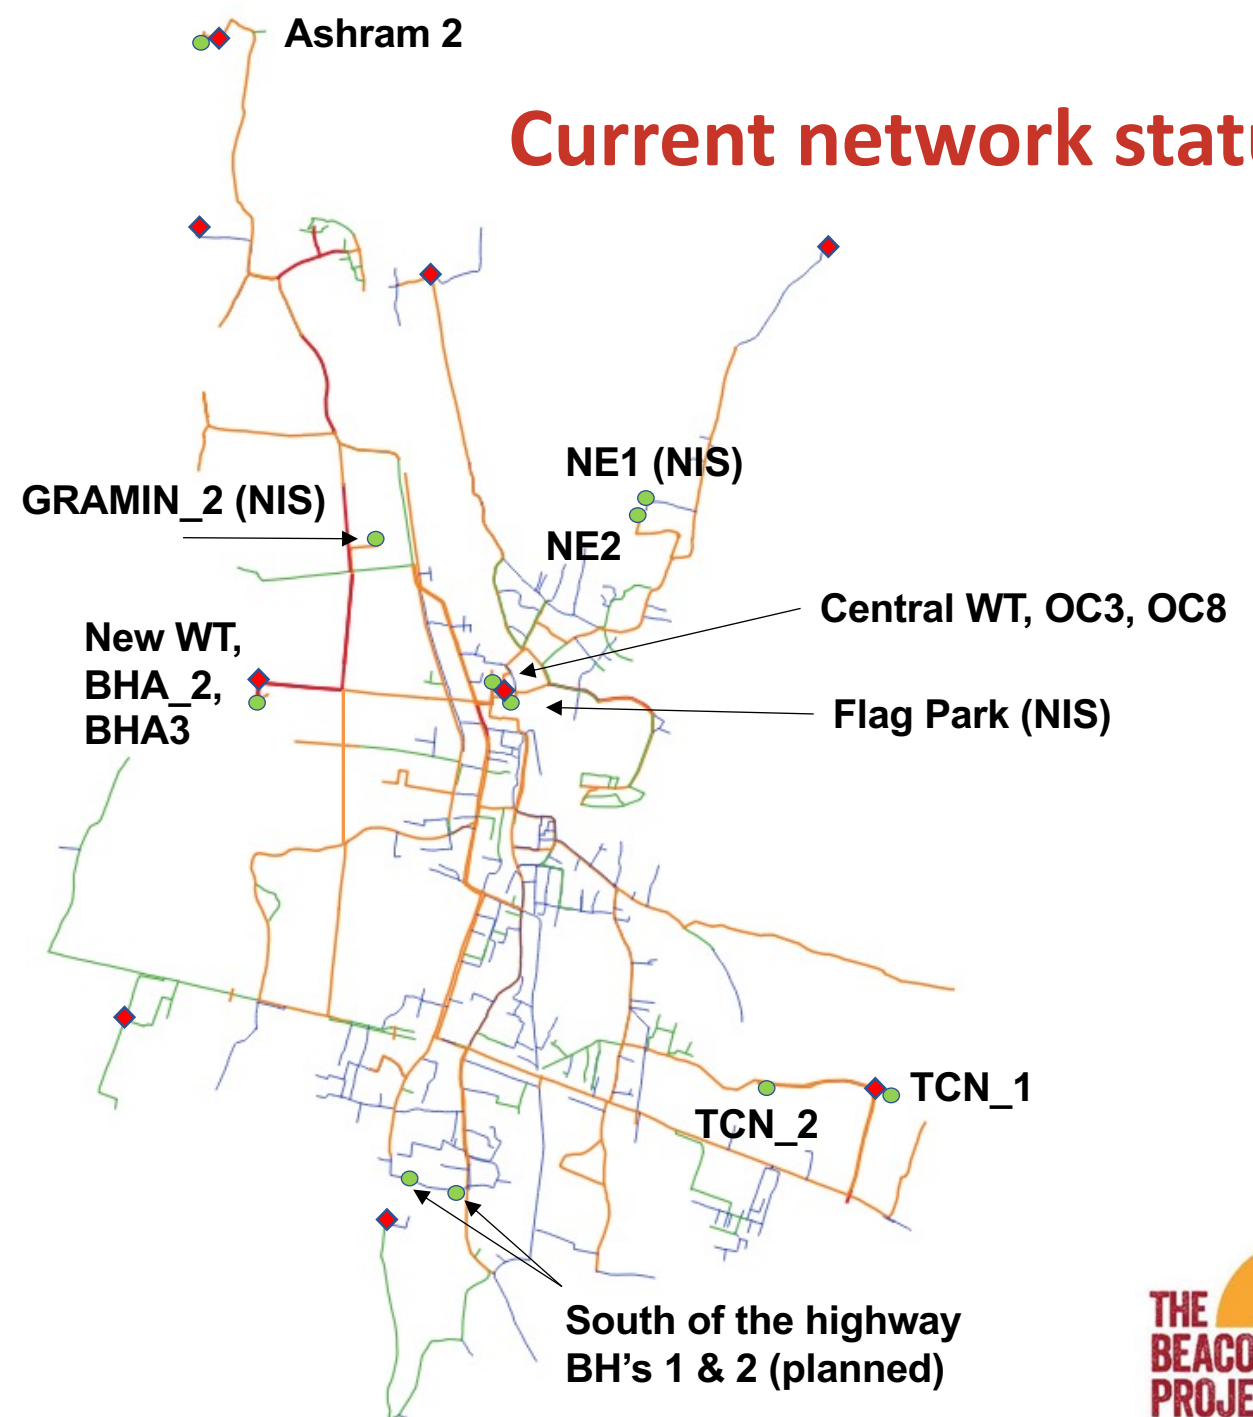 Ashram 2
Current network stat
NE1 (NIS)
GRAMIN_2 (NIS)
NE2
Central WT, OC3, OC8
New WT,
BHA_2,
BHA3
Flag Park (NIS)
TCN_1
TCN_2
South of the highway
BH's 1 & 2 (planned)
THE
BEACO
PROJE